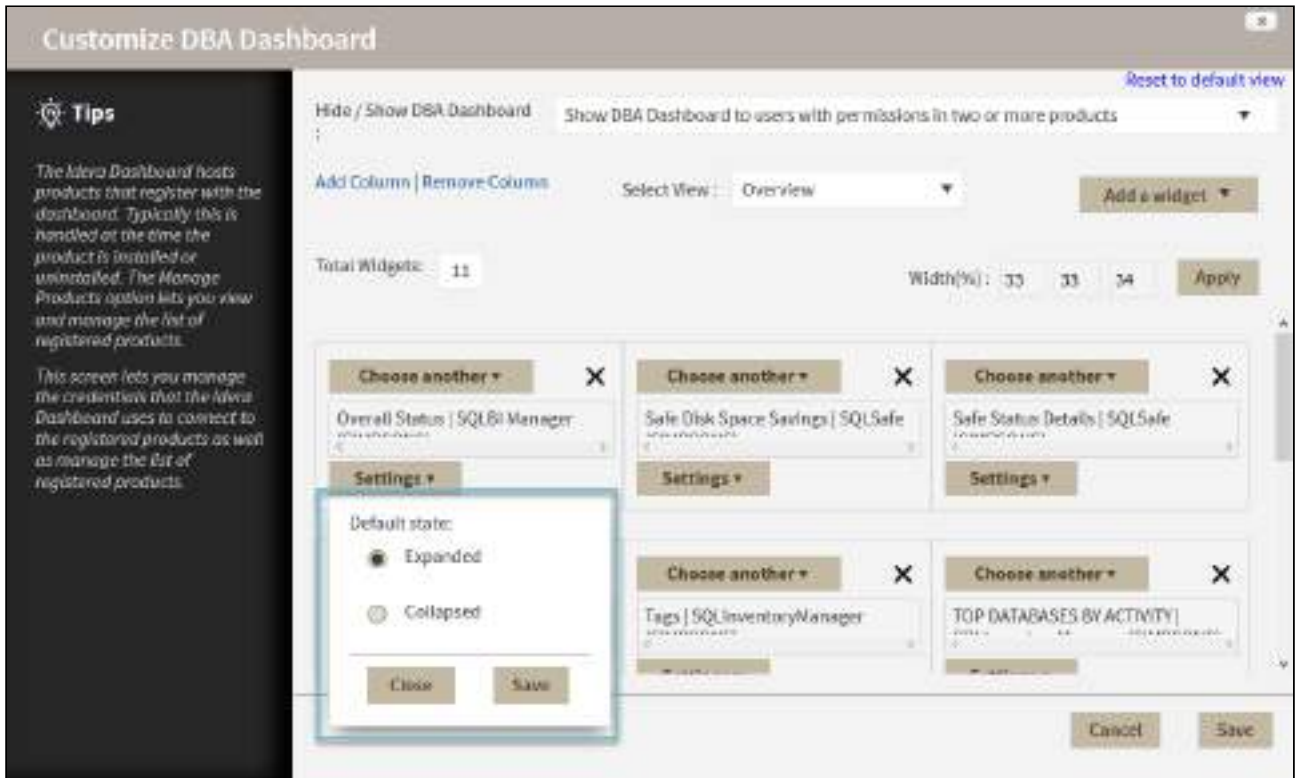 Customize DBA Dashboard
x
Reset to default view
Tips
The Idera Dashboard hosts
products that register with the
dashboard. Typically this is
handled at the time the
product is installed or
uninstalled. The Manage
Products option lets you view
and manage the list of
registered products.
This screen lets you manage
the credentials that the Idera
Dashboard uses to connect to
the registered products as well
as manage the list of
registered products.
Hide / Show DBA Dashboard
:
Show DBA Dashboard to users with permissions in two or more products
Add Column | Remove Column
Select View : Overview
Add a widget
Total Widgets: 11
Width(%) : 33 33 34 Apply
Choose another
Overall Status | SQLBI Manager
Settings
Choose another
Safe Disk Space Savings | SQLSafe
Settings
Choose another
Safe Status Details | SQLSafe
Settings
Default state:
Expanded
Collapsed
Close Save
Choose another
Tags | SQLInventoryManager
Choose another
TOP DATABASES BY ACTIVITY |
Cancel Save